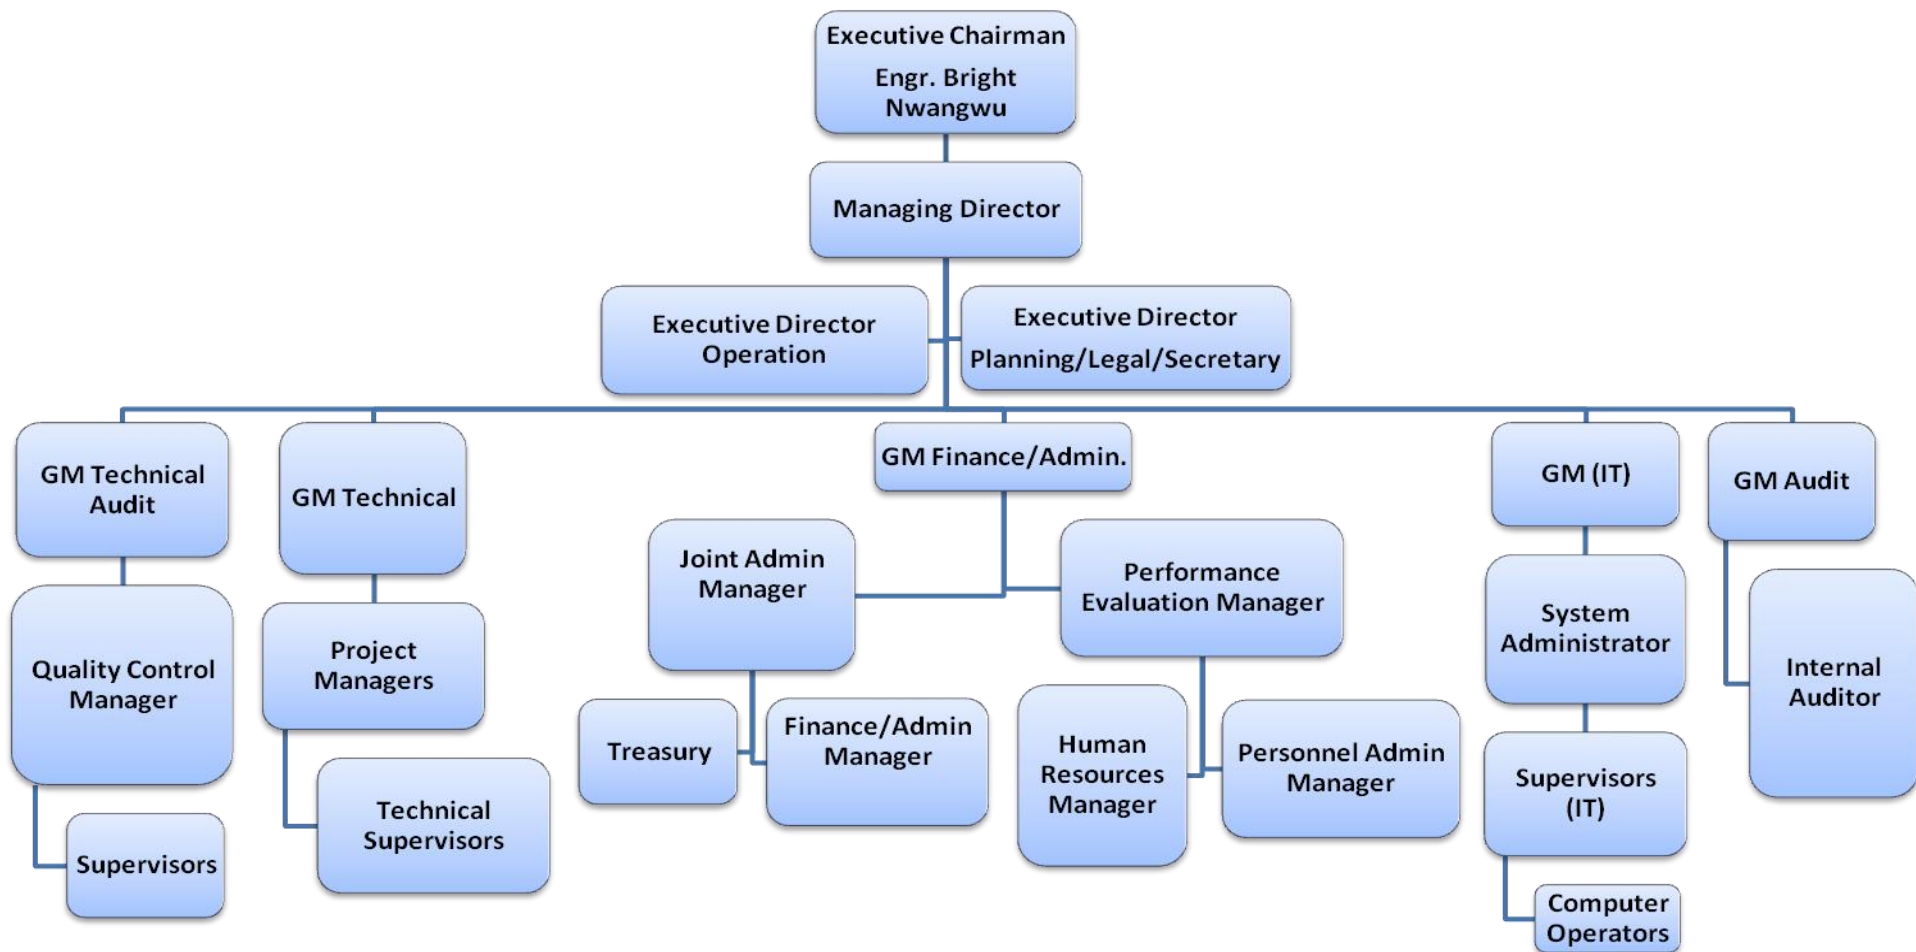 Executive Chairman
Engr. Bright
Nwangwu
Managing Director
Executive Director
Operation
Executive Director
Planning/Legal/Secretary
GM Technical
Audit
GM Technical
GM Finance/Admin.
GM (IT)
GM Audit
Quality Control
Manager
Project
Managers
Joint Admin
Manager
Performance
Evaluation Manager
System
Administrator
Internal
Auditor
Supervisors
Technical
Supervisors
Treasury
Finance/Admin
Manager
Human
Resources
Manager
Personnel Admin
Manager
Supervisors
(IT)
Computer
Operators